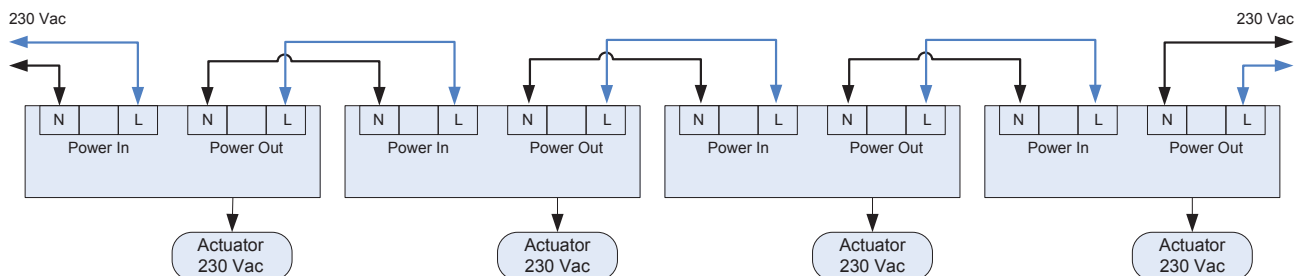 230 Vac
230 Vac
N L N L N L N L N L N L N L N L
Power In Power Out Power In Power Out Power In Power Out Power In Power Out
Actuator
230 Vac
Actuator
230 Vac
Actuator
230 Vac
Actuator
230 Vac